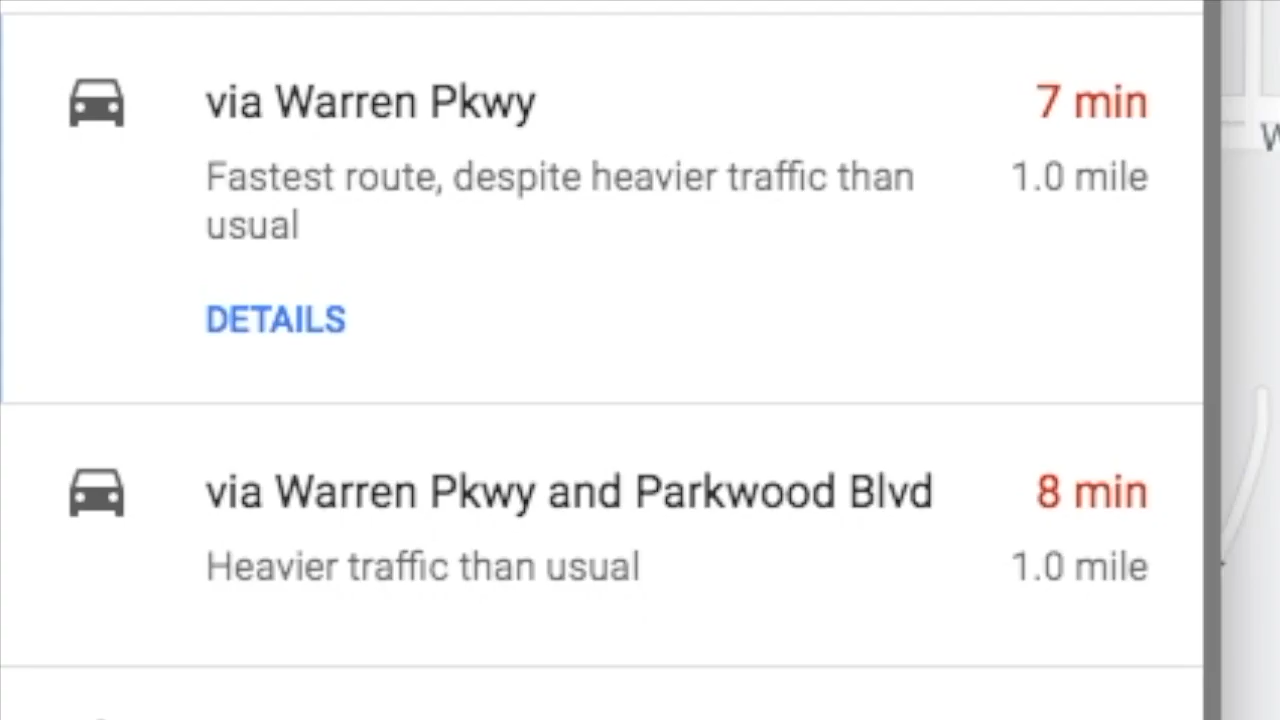 via Warren Pkwy
7 min
Fastest route, despite heavier traffic than
1.0 mile
usual
DETAILS
via Warren Pkwy and Parkwood Blvd
8 min
Heavier traffic than usual
1.0 mile